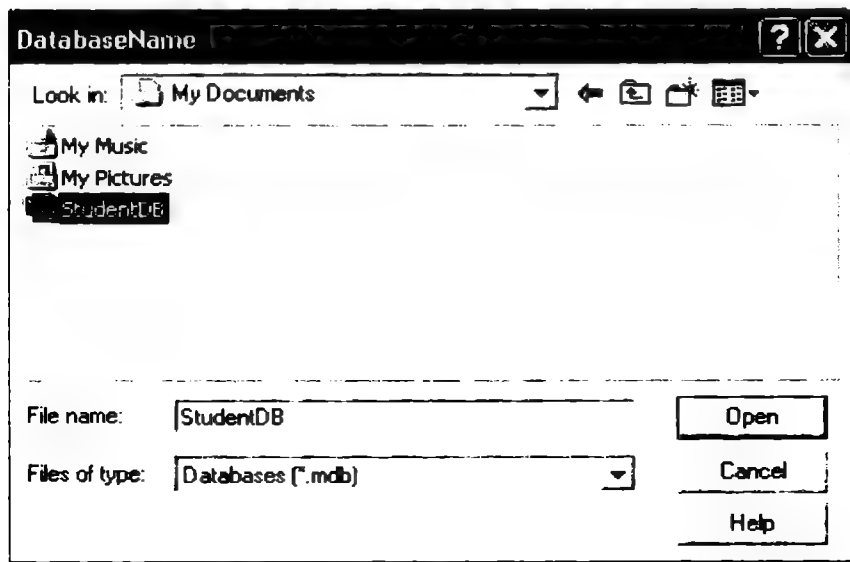 DatabaseName
Look in: My Documents
My Music
My Pictures
StudentDB
File name: StudentDB Open
Files of type: Databases (*.mdb) Cancel
Help